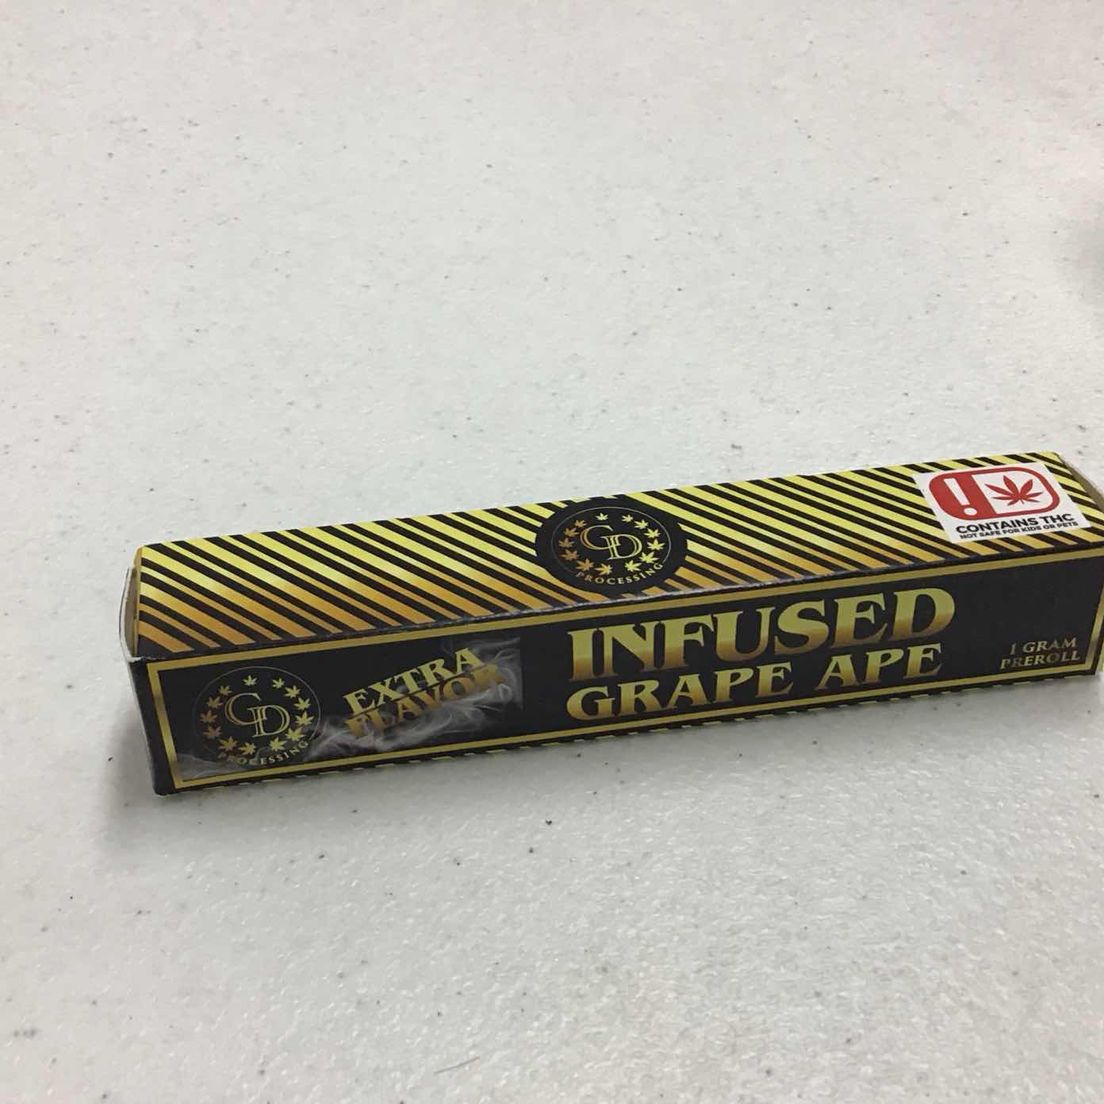 GD
PROCESSING
CONTAINS THC
NOT SAFE FOR KIDS OR PETS
GD
PROCESSING
EXTRA
FLAVOR
INFUSED
GRAPE APE
1 GRAM
PREROLL